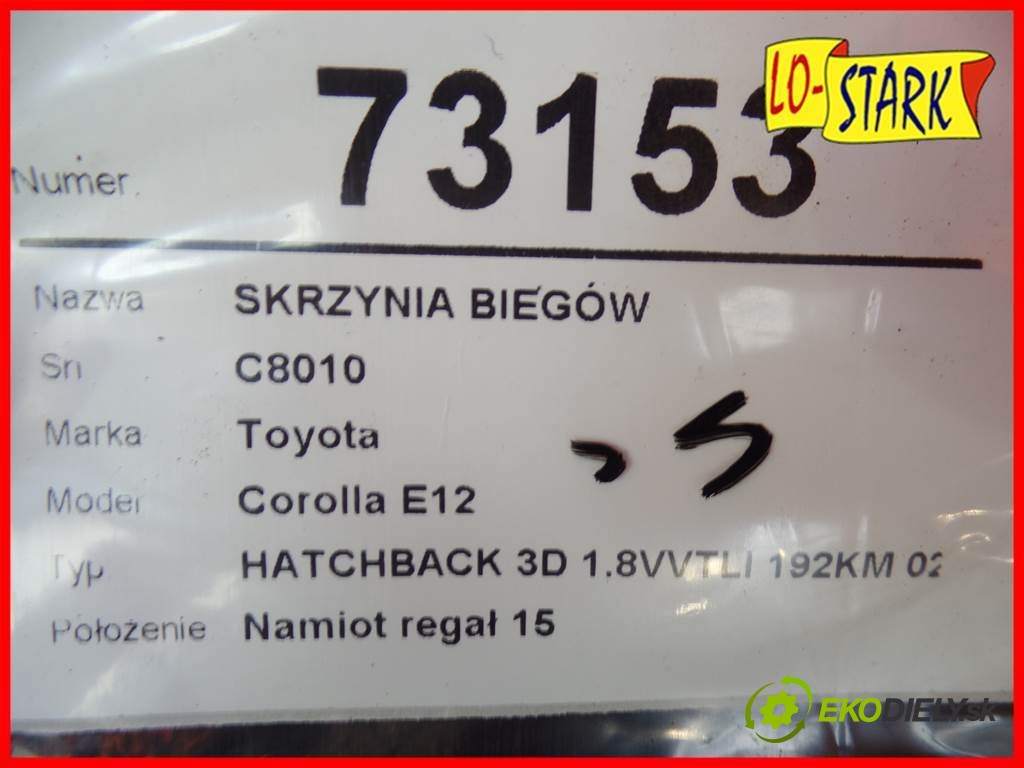 73153
LO-STARK
Numer.
Nazwa SKRZYNIA BIEGÓW
Sn C8010
Marka Toyota
Model Corolla E12
Typ HATCHBACK 3D 1.8VVTLI 192KM 02
Położenie Namiot regał 15
EKODIELY.sk